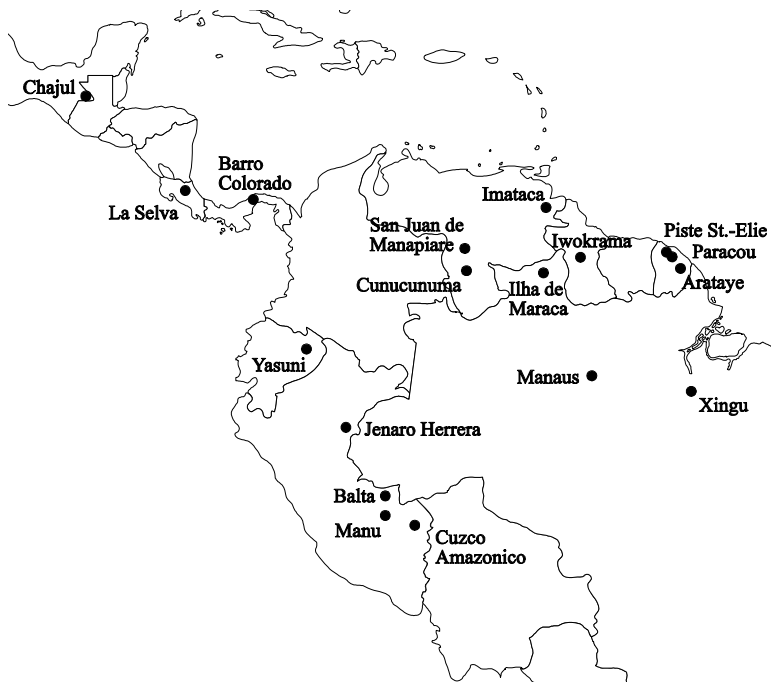 Chajul
Barro
Colorado
La Selva
Imataca
San Juan de
Manapiare
Iwokrama
Piste St.-Elie
Paracou
Cunucunuma
Ilha de
Maraca
Arataye
Yasuni
Manaus
Xingu
Jenaro Herrera
Balta
Manu
Cuzco
Amazonico